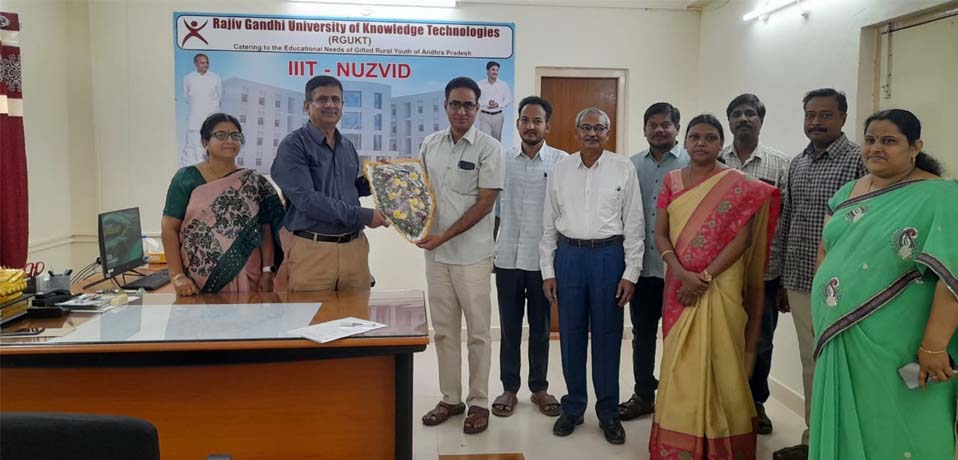 Rajiv Gandhi University of Knowledge Technologies
(RGUKT)
Catering to the Educational Needs of Gifted Rural Youth of Andhra Pradesh
IIIT - NUZVID